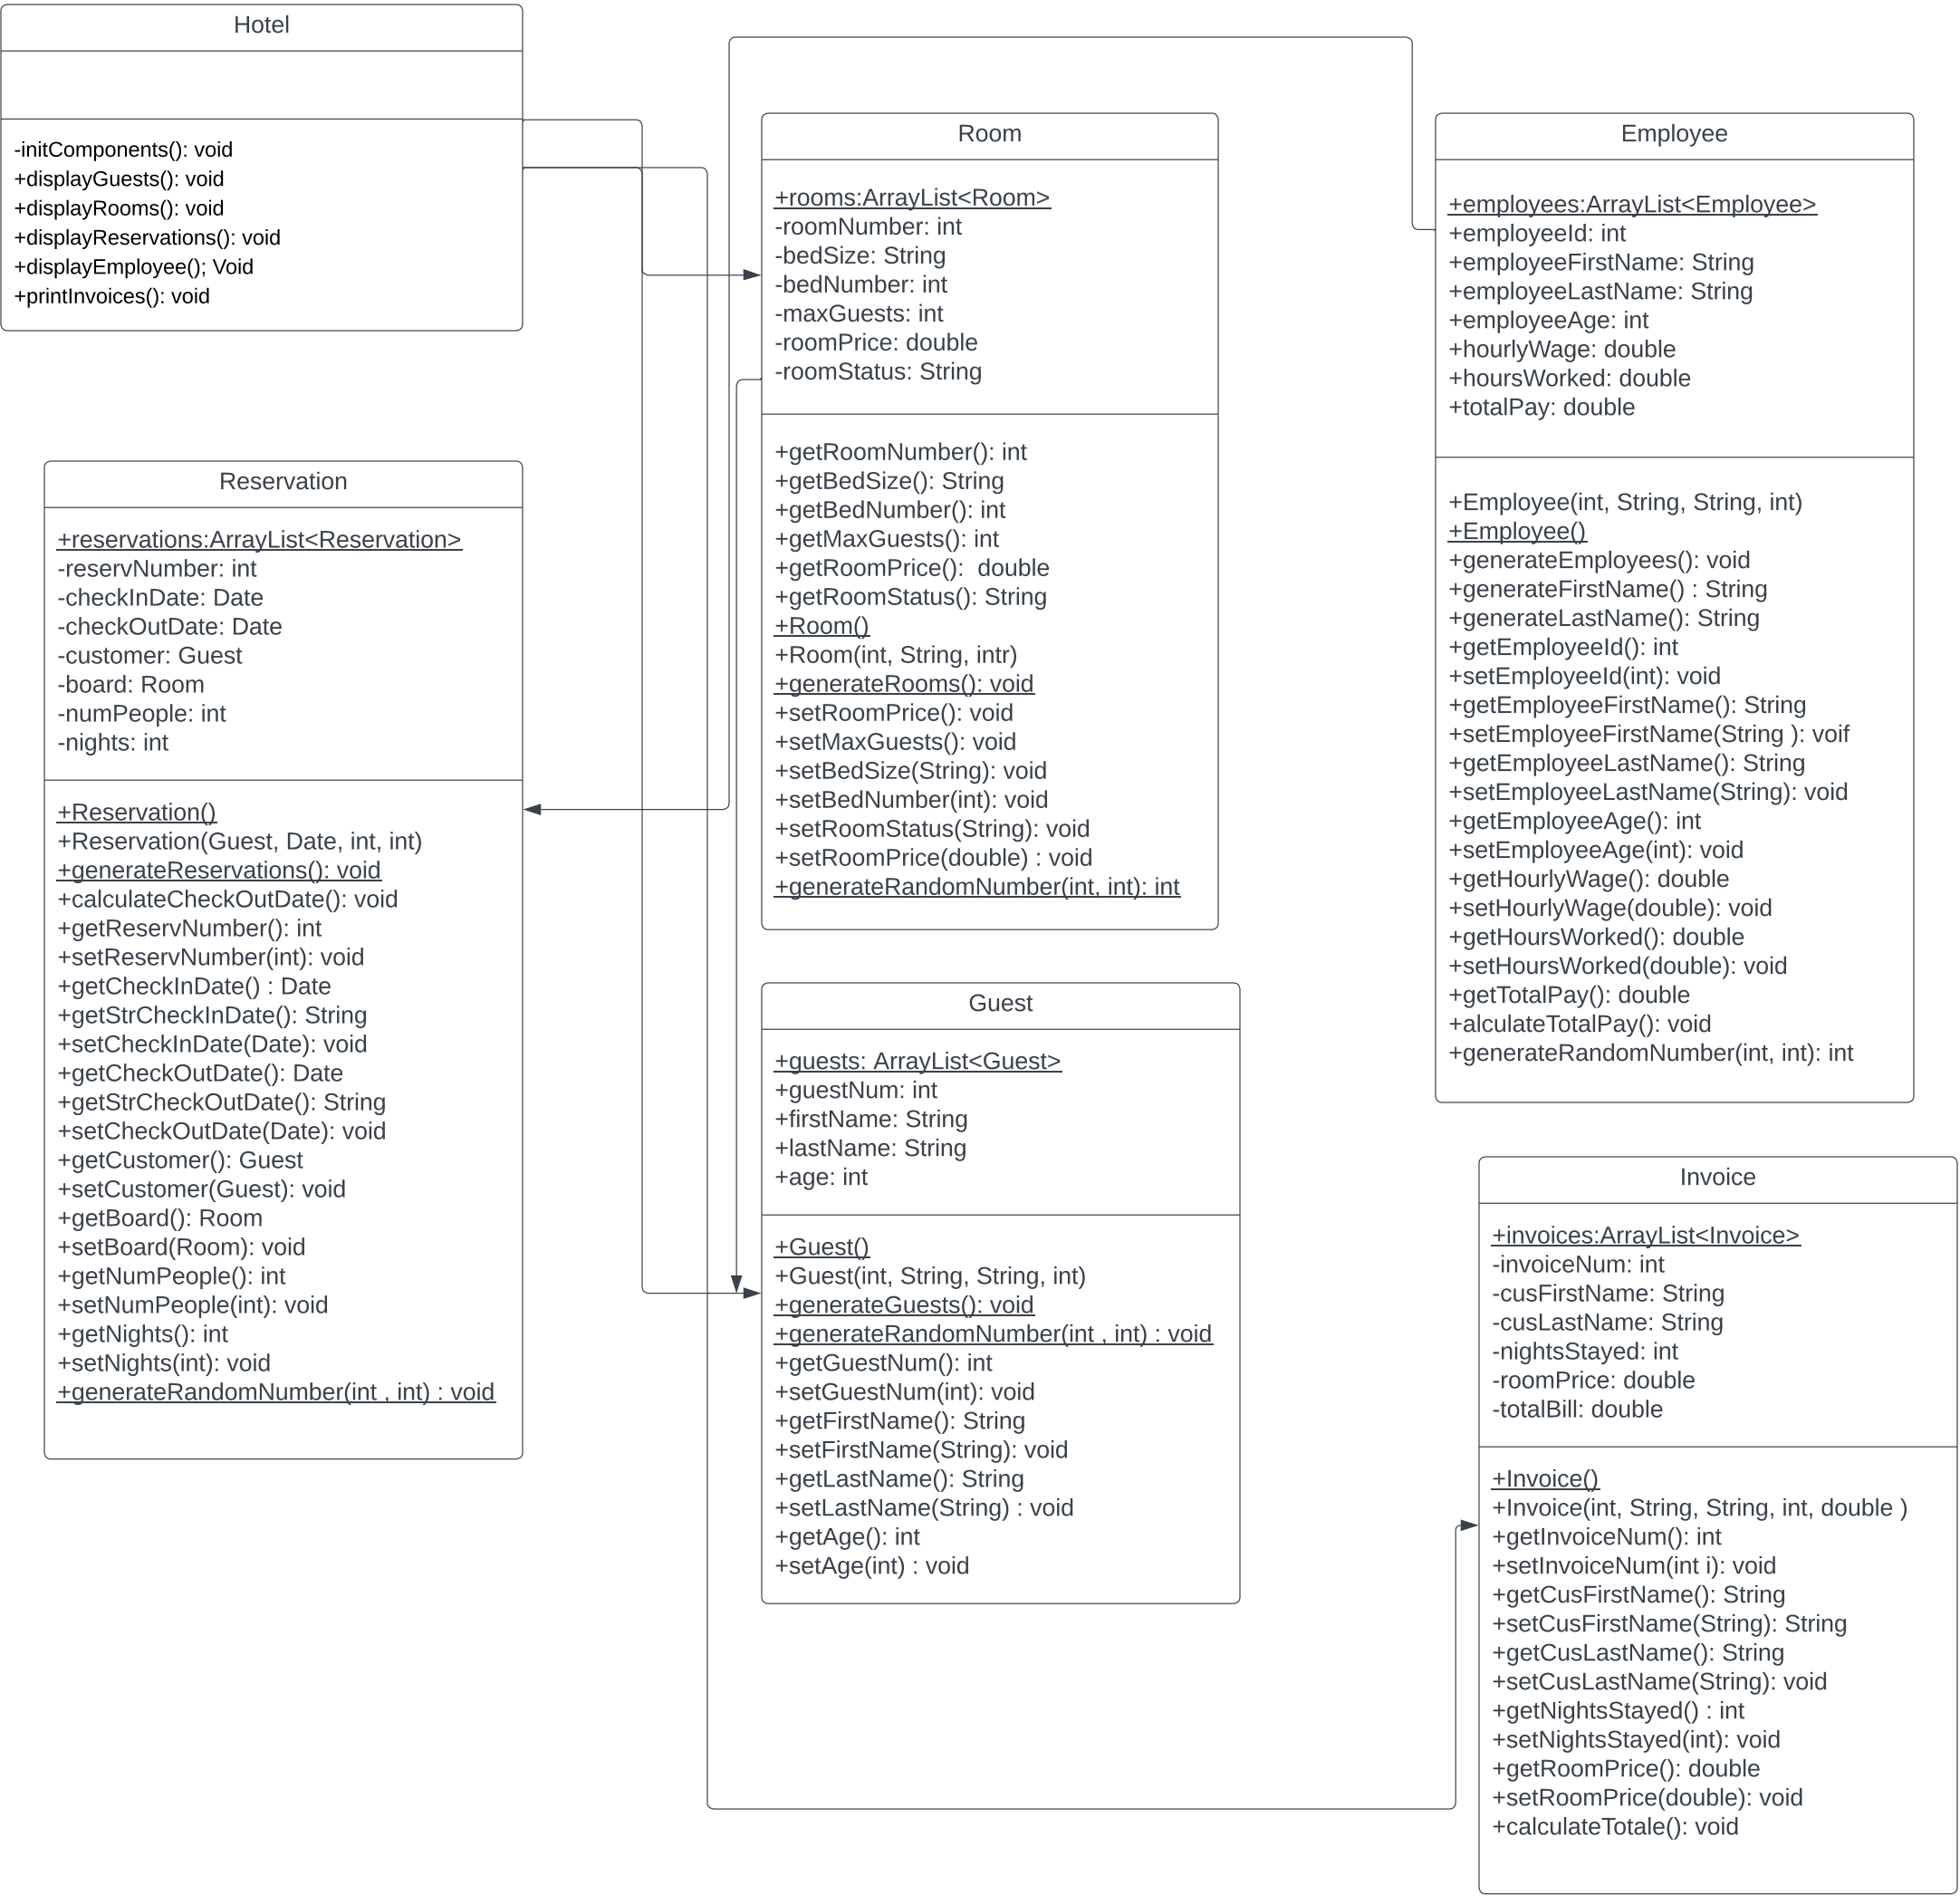 Hotel
-initComponents(): void
+displayGuests(): void
+displayRooms(): void
+displayReservations(): void
+displayEmployee(); Void
+printInvoices(): void
Reservation
+reservations:ArrayList<Reservation>
-reservNumber: int
-checkInDate: Date
-checkOutDate: Date
-customer: Guest
-board: Room
-numPeople: int
-nights: int
+Reservation()
+Reservation(Guest, Date, int, int)
+generateReservations(): void
+calculateCheckOutDate(): void
+getReservNumber(): int
+setReservNumber(int): void
+getCheckInDate() : Date
+getStrCheckInDate(): String
+setCheckInDate(Date): void
+getCheckOutDate(): Date
+getStrCheckOutDate(): String
+setCheckOutDate(Date): void
+getCustomer(): Guest
+setCustomer(Guest): void
+getBoard(): Room
+setBoard(Room): void
+getNumPeople(): int
+setNumPeople(int): void
+getNights(): int
+setNights(int): void
+generateRandomNumber(int , int) : void
Room
+rooms:ArrayList<Room>
-roomNumber: int
-bedSize: String
-bedNumber: int
-maxGuests: int
-roomPrice: double
-roomStatus: String
+getRoomNumber(): int
+getBedSize(): String
+getBedNumber(): int
+getMaxGuests(): int
+getRoomPrice():  double
+getRoomStatus(): String
+Room()
+Room(int, String, intr)
+generateRooms(): void
+setRoomPrice(): void
+setMaxGuests(): void
+setBedSize(String): void
+setBedNumber(int): void
+setRoomStatus(String): void
+setRoomPrice(double) : void
+generateRandomNumber(int, int): int
Guest
+guests: ArrayList<Guest>
+guestNum: int
+firstName: String
+lastName: String
+age: int
+Guest()
+Guest(int, String, String, int)
+generateGuests(): void
+generateRandomNumber(int , int) : void
+getGuestNum(): int
+setGuestNum(int): void
+getFirstName(): String
+setFirstName(String): void
+getLastName(): String
+setLastName(String) : void
+getAge(): int
+setAge(int) : void
Employee
+employees:ArrayList<Employee>
+employeeId: int
+employeeFirstName: String
+employeeLastName: String
+employeeAge: int
+hourlyWage: double
+hoursWorked: double
+totalPay: double
+Employee(int, String, String, int)
+Employee()
+generateEmployees(): void
+generateFirstName() : String
+generateLastName(): String
+getEmployeeId(): int
+setEmployeeId(int): void
+getEmployeeFirstName(): String
+setEmployeeFirstName(String ): voif
+getEmployeeLastName(): String
+setEmployeeLastName(String): void
+getEmployeeAge(): int
+setEmployeeAge(int): void
+getHourlyWage(): double
+setHourlyWage(double): void
+getHoursWorked(): double
+setHoursWorked(double): void
+getTotalPay(): double
+alculateTotalPay(): void
+generateRandomNumber(int, int): int
Invoice
+invoices:ArrayList<Invoice>
-invoiceNum: int
-cusFirstName: String
-cusLastName: String
-nightsStayed: int
-roomPrice: double
-totalBill: double
+Invoice()
+Invoice(int, String, String, int, double )
+getInvoiceNum(): int
+setInvoiceNum(int i): void
+getCusFirstName(): String
+setCusFirstName(String): String
+getCusLastName(): String
+setCusLastName(String): void
+getNightsStayed() : int
+setNightsStayed(int): void
+getRoomPrice(): double
+setRoomPrice(double): void
+calculateTotale(): void